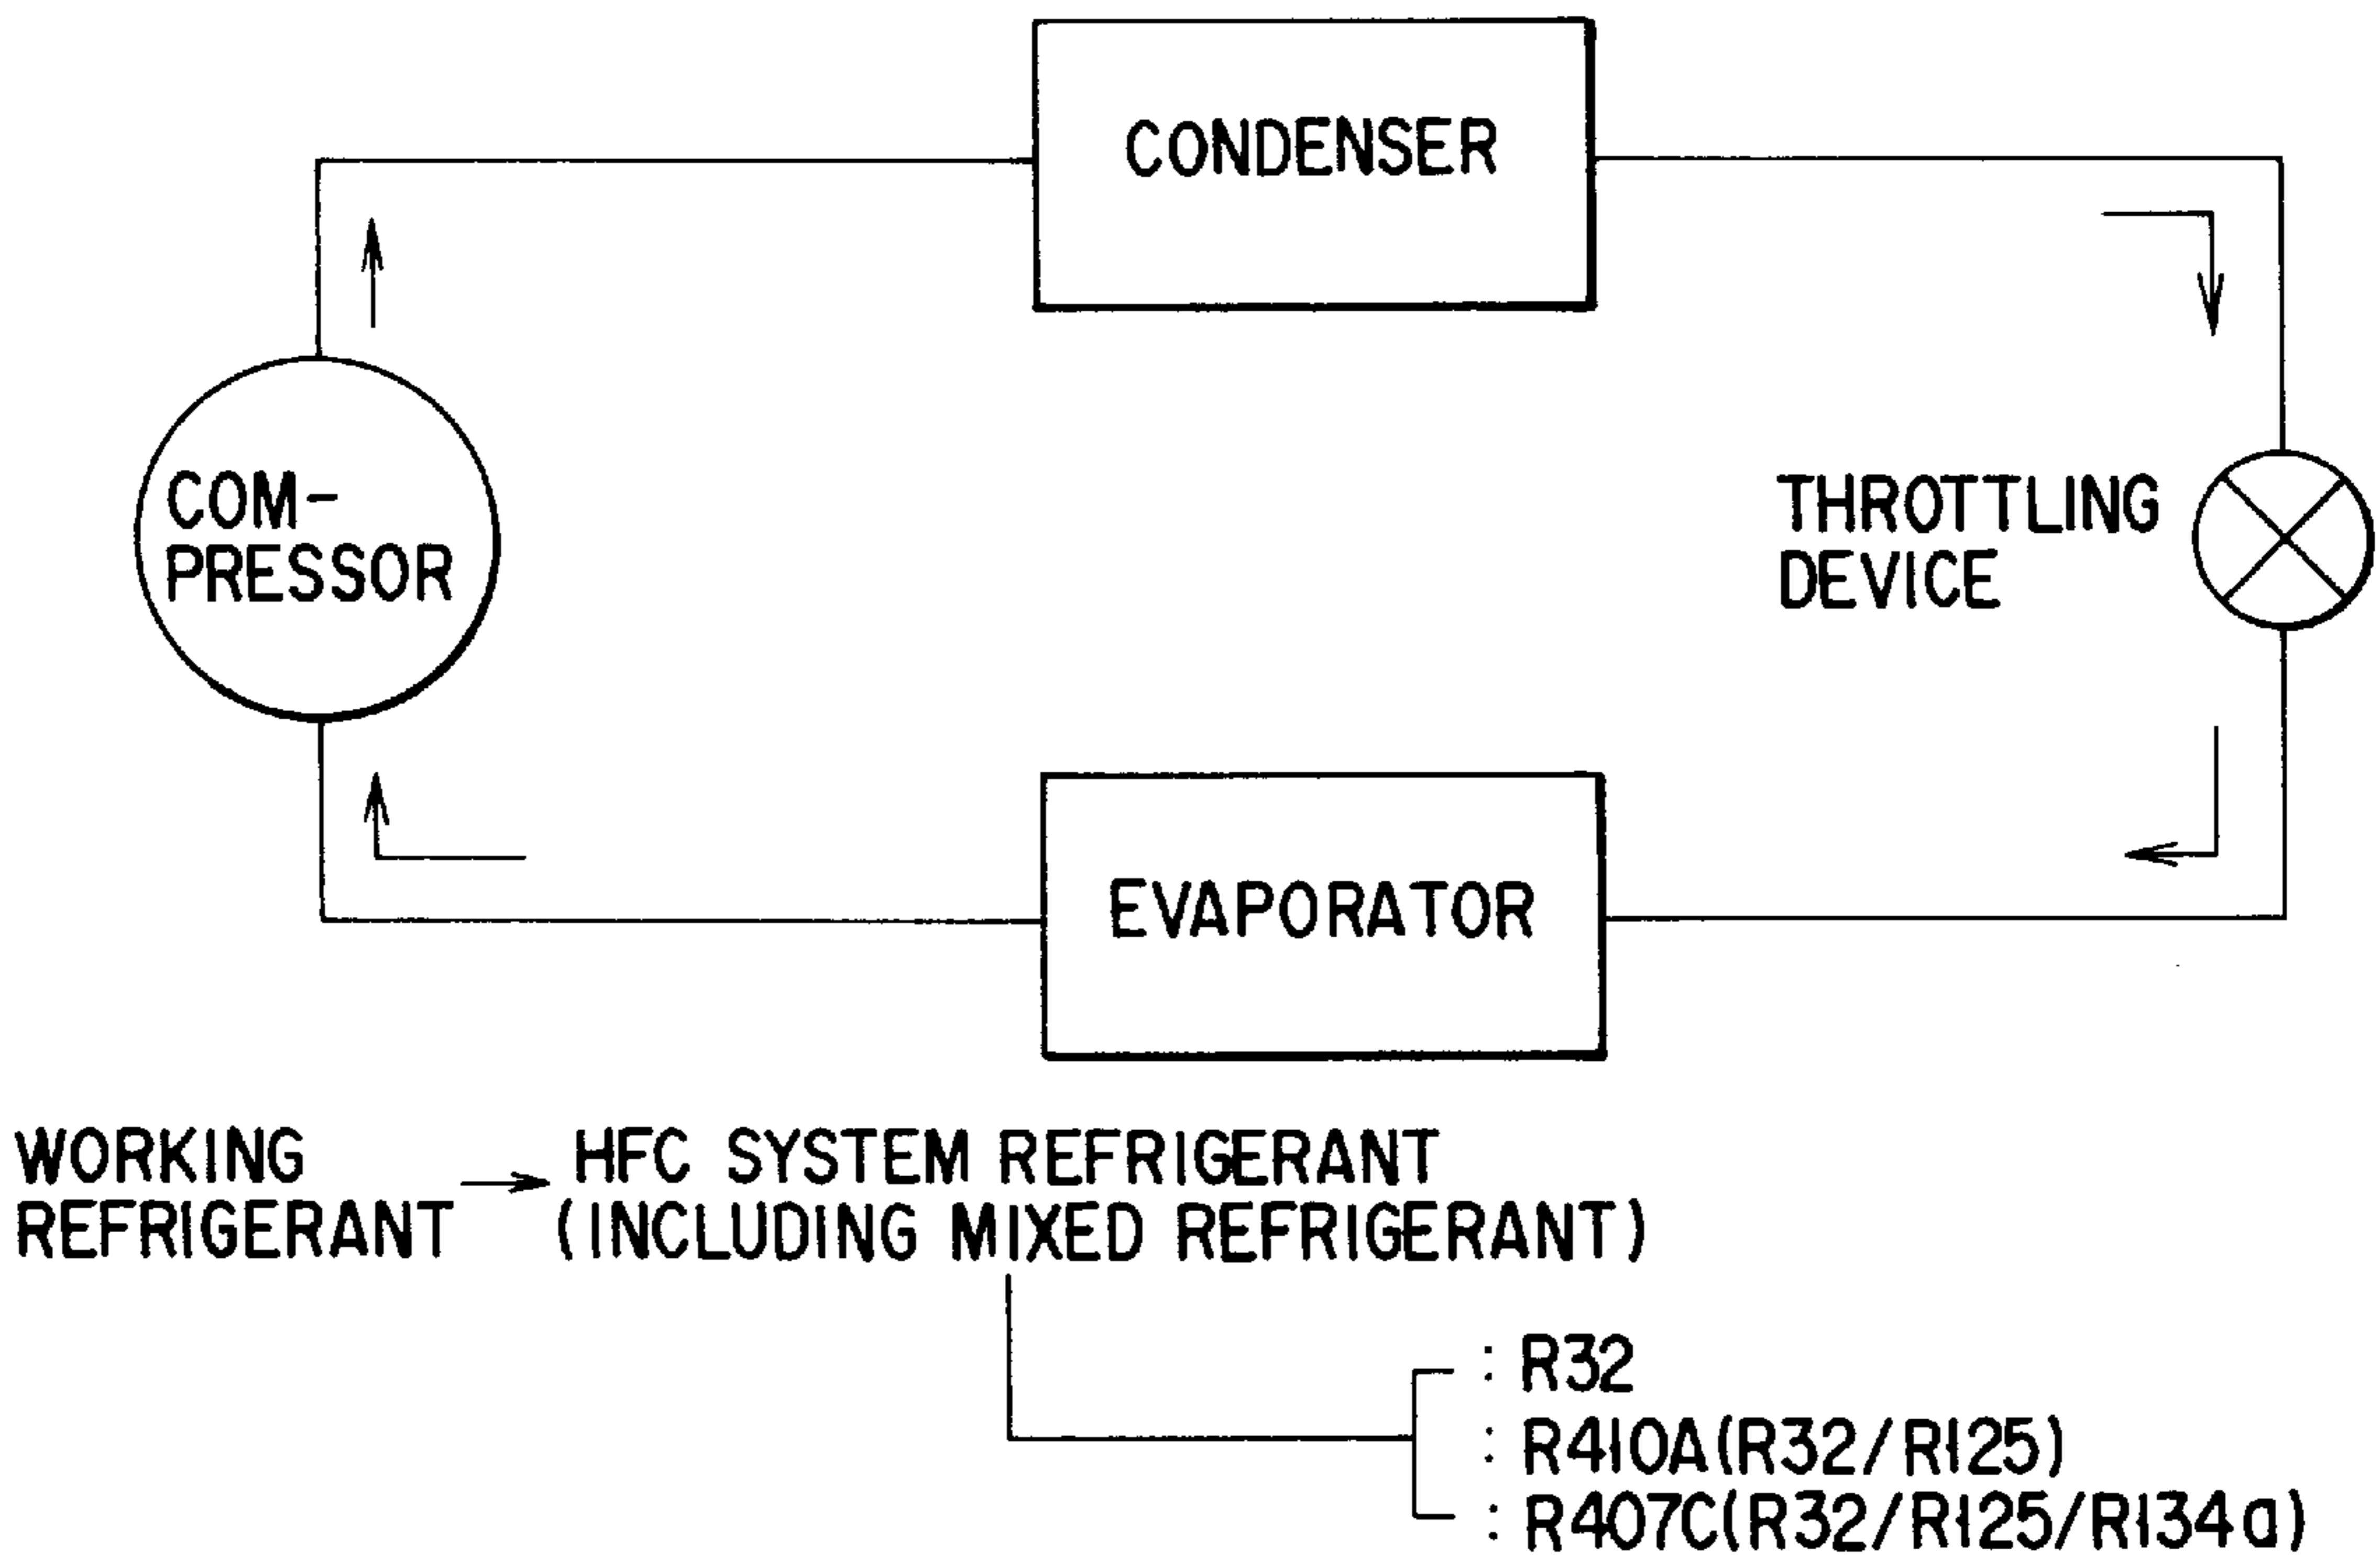 CONDENSER
COM-
PRESSOR
THROTTLING
DEVICE
EVAPORATOR
WORKING
REFRIGERANT
HFC SYSTEM REFRIGERANT
(INCLUDING MIXED REFRIGERANT)
: R32
: R410A(R32/R125)
: R407C(R32/R125/R134a)